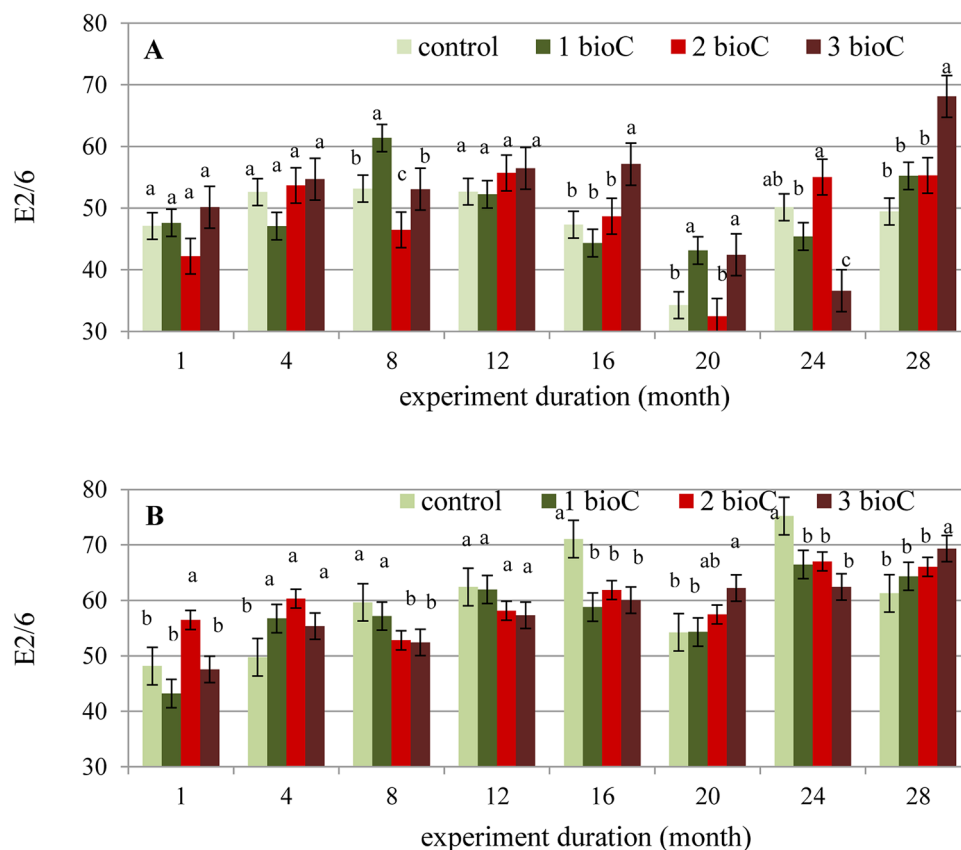 80
A
control 1 bioC 2 bioC 3 bioC
a
70
a
a
a a a a a a
60
b b b b a
a a a a a a c b b ab b
50
b a a
E2/6
40
b b c
30
1 4 8 12 16 20 24 28
experiment duration (month)
80
B
control 1 bioC 2 bioC 3 bioC
a a a
70
b b b b b
a a b b b ab a b
a a a a
60
a a a b b b b
b b b b
50
E2/6
40
30
1 4 8 12 16 20 24 28
experiment duration (month)